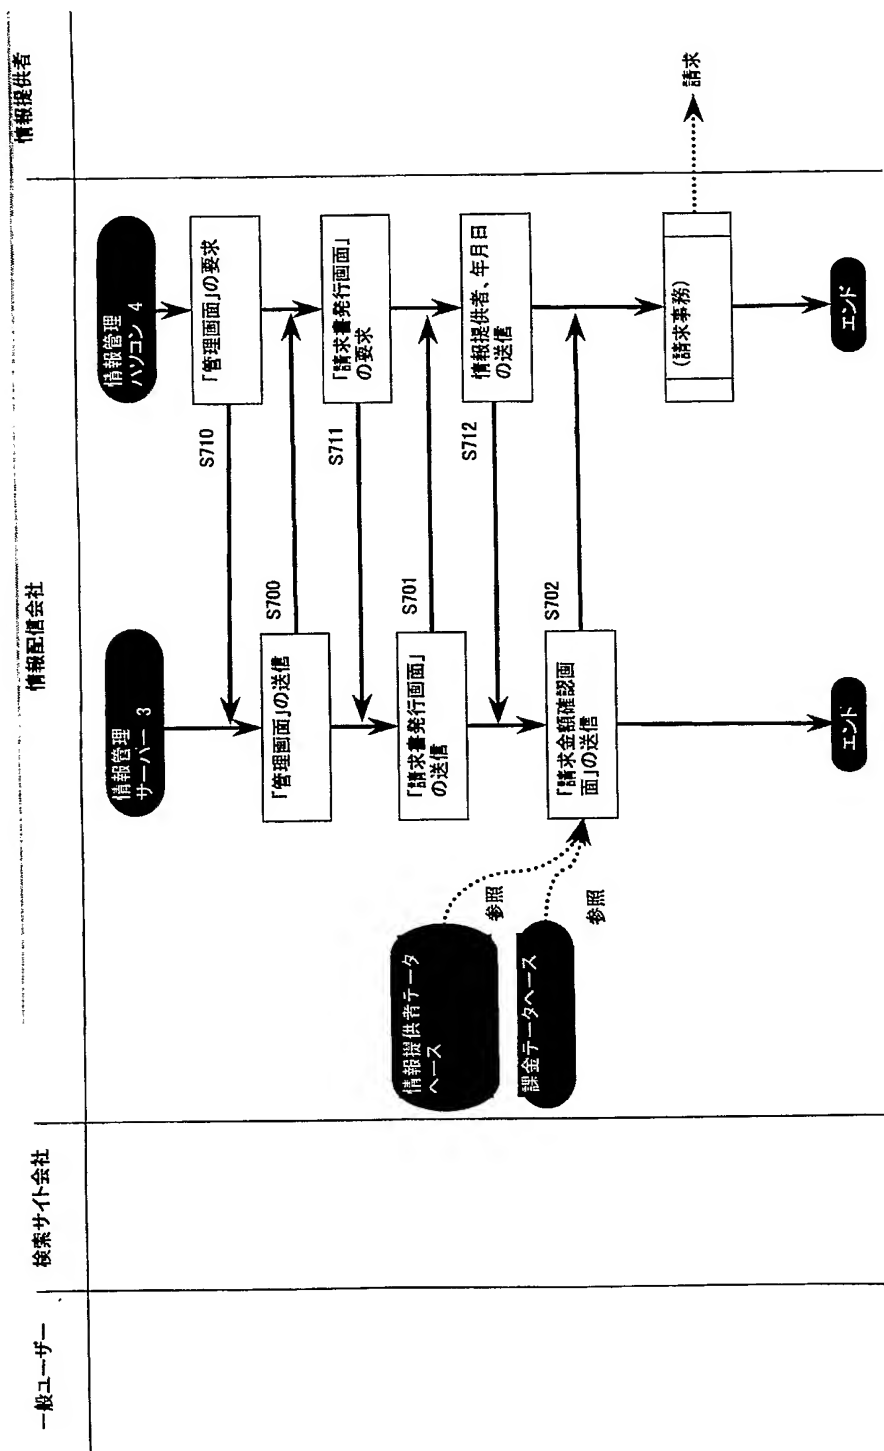 一般ユーザー
検索サイト会社
情報配信会社
情報提供者
情報管理
サーバー 3
情報管理
パソコン 4
S710
「管理画面」の要求
「管理画面」の送信
S700
S711
「請求書発行画面」
の要求
「請求書発行画面」
の送信
S701
情報提供者データ
ベース
参照
S712
情報提供者、年月日
の送信
課金データベース
参照
「請求金額確認画
面」の送信
S702
(請求事務)
請求
エンド
エンド